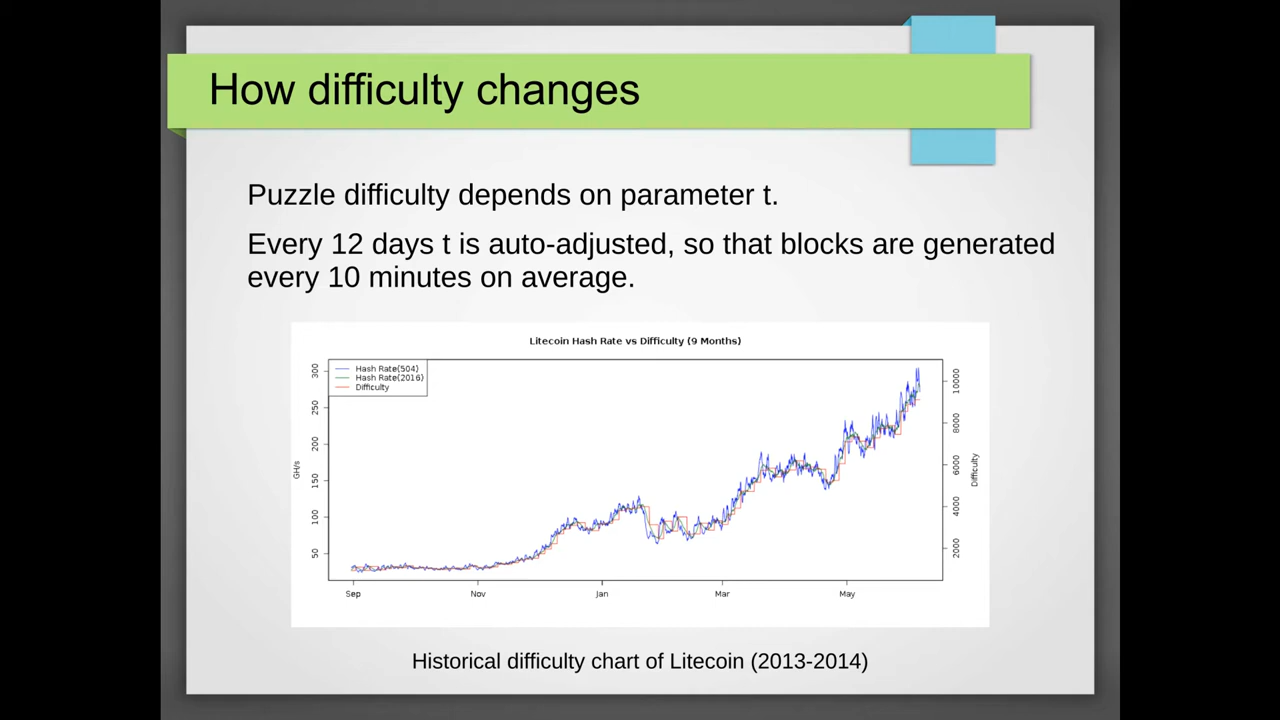 How difficulty changes
Puzzle difficulty depends on parameter t.
Every 12 days t is auto-adjusted, so that blocks are generated
every 10 minutes on average.
Litecoin Hash Rate vs Difficulty (9 Months)
Hash Rate(504)
Hash Rate(2016)
Difficulty
300
250
200
150
100
50
GH/s
10000
8000
6000
4000
2000
Difficulty
Sep Nov Jan Mar May
Historical difficulty chart of Litecoin (2013-2014)